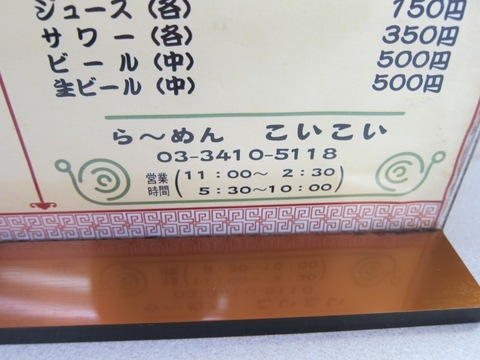 ジュース(各) 150円
サワー(各) 350円
ビール(中) 500円
生ビール(中) 500円
ら〜めん こいこい
03-3410-5118
営業時間 (11:00〜 2:30
5:30〜10:00)